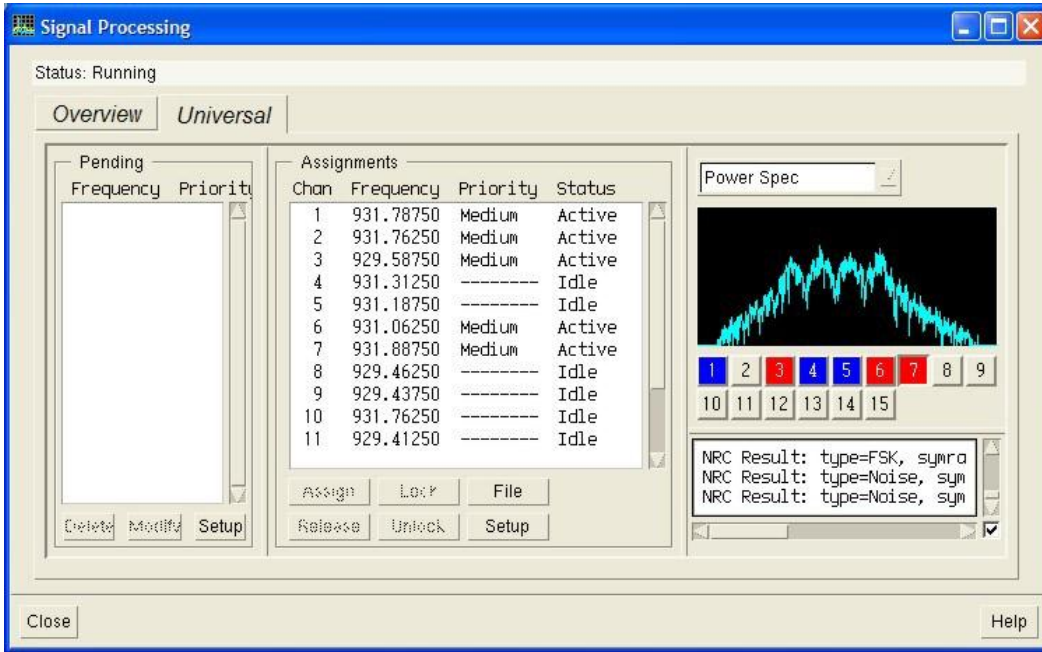 Signal Processing
Status: Running
Overview Universal
Pending
Frequency Priority
Delete Modify Setup
Assignments
Chan Frequency Priority Status
1 931.78750 Medium Active
2 931.76250 Medium Active
3 929.58750 Medium Active
4 931.31250 -------- Idle
5 931.18750 -------- Idle
6 931.06250 Medium Active
7 931.88750 Medium Active
8 929.46250 -------- Idle
9 929.43750 -------- Idle
10 931.76250 -------- Idle
11 929.41250 -------- Idle
Assign Lock File
Release Unlock Setup
Power Spec
1 2 3 4 5 6 7 8 9
10 11 12 13 14 15
NRC Result: type=FSK, symra
NRC Result: type=Noise, sym
NRC Result: type=Noise, sym
Close Help